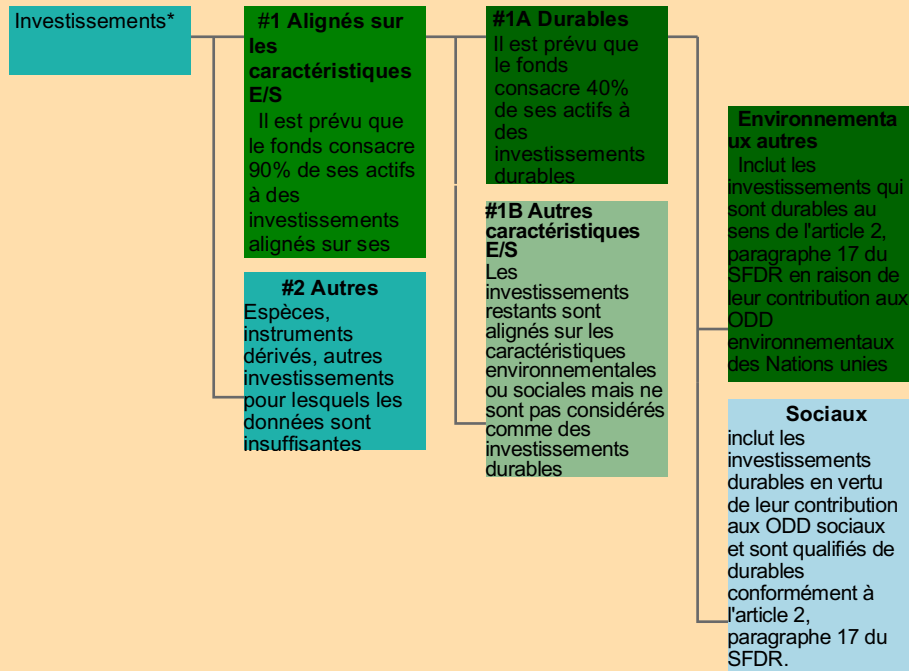 Investissements*
#1 Alignés sur
les
caractéristiques
E/S
Il est prévu que
le fonds consacre
90% de ses actifs
à des
investissements
alignés sur ses
#2 Autres
Espèces,
instruments
dérivés, autres
investissements
pour lesquels les
données sont
insuffisantes
#1A Durables
Il est prévu que
le fonds
consacre 40%
de ses actifs à
des
investissements
durables
#1B Autres
caractéristiques
E/S
Les
investissements
restants sont
alignés sur les
caractéristiques
environnementales
ou sociales mais ne
sont pas considérés
comme des
investissements
durables
Environnementa
ux autres
Inclut les
investissements qui
sont durables au
sens de l'article 2,
paragraphe 17 du
SFDR en raison de
leur contribution aux
ODD
environnementaux
des Nations unies
Sociaux
inclut les
investissements
durables en vertu
de leur contribution
aux ODD sociaux
et sont qualifiés de
durables
conformément à
l'article 2,
paragraphe 17 du
SFDR.